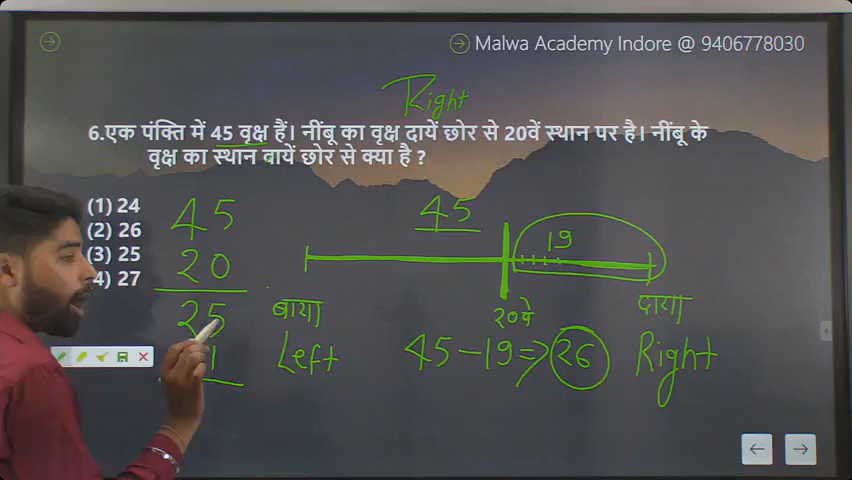 Malwa Academy Indore @ 9406778030
Right
6.एक पंक्ति में 45 वृक्ष हैं। नींबू का वृक्ष दायें छोर से 20वें स्थान पर है। नींबू के
वृक्ष का स्थान बायें छोर से क्या है ?
(1) 24
(2) 26
(3) 25
4) 27
45
20
25
1
45
19
20वे
बाया
Left
दाया
Right
45-19=>26